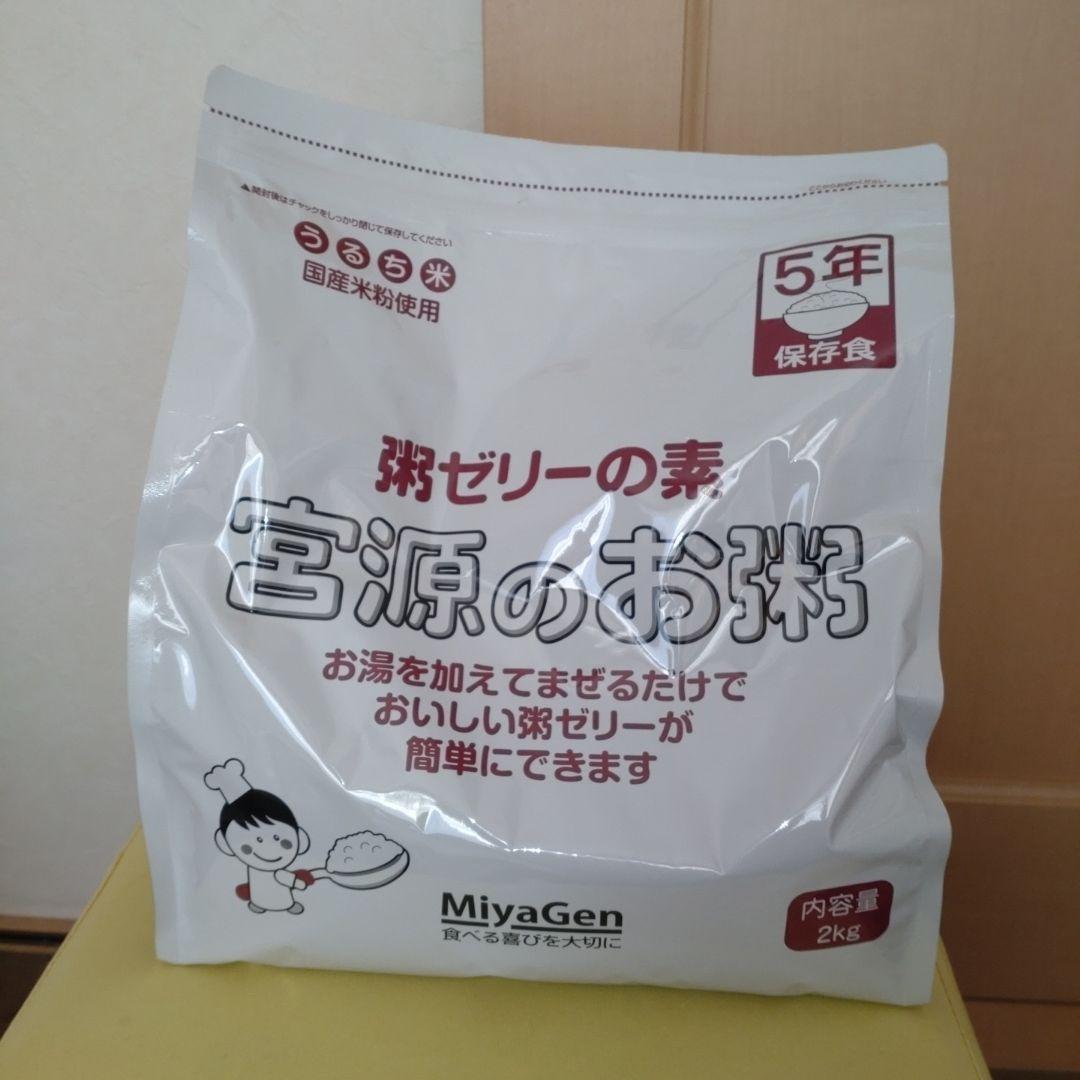 ▲開封後はチャックをしっかり閉じて保存してください
うるち米
国産米粉使用
5年
保存食
粥ゼリーの素
宮源のお粥
お湯を加えてまぜるだけで
おいしい粥ゼリーが
簡単にできます
MiyaGen
食べる喜びを大切に
内容量
2kg